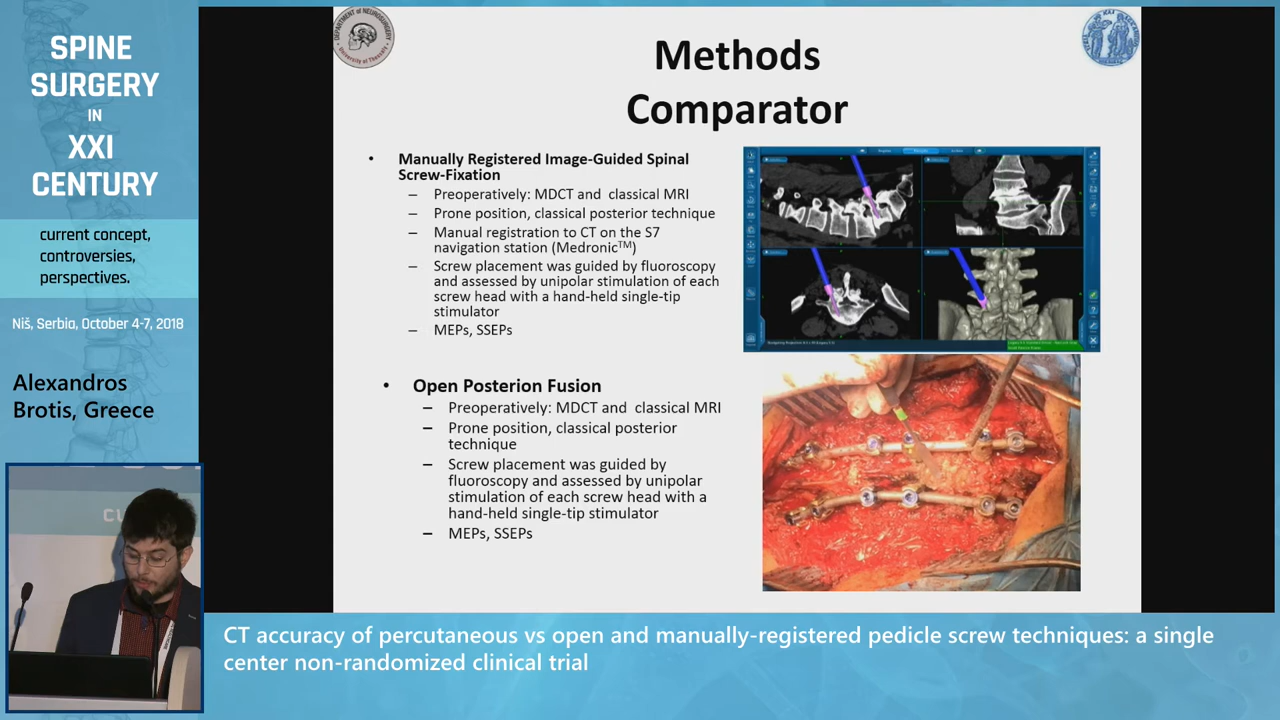 SPINE
SURGERY
IN
XXI
CENTURY
current concept,
controversies,
perspectives.
Niš, Serbia, October 4-7, 2018
Alexandros
Brotis, Greece
DEPARTMENT of NEUROSURGERY
University of Thessaly
Methods
Comparator
• Manually Registered Image-Guided Spinal
Screw-Fixation
– Preoperatively: MDCT and classical MRI
– Prone position, classical posterior technique
– Manual registration to CT on the S7
navigation station (Medronic™)
– Screw placement was guided by fluoroscopy
and assessed by unipolar stimulation of each
screw head with a hand-held single-tip
stimulator
– MEPs, SSEPs
• Open Posterion Fusion
– Preoperatively: MDCT and classical MRI
– Prone position, classical posterior
technique
– Screw placement was guided by
fluoroscopy and assessed by unipolar
stimulation of each screw head with a
hand-held single-tip stimulator
– MEPs, SSEPs
CT accuracy of percutaneous vs open and manually-registered pedicle screw techniques: a single
center non-randomized clinical trial